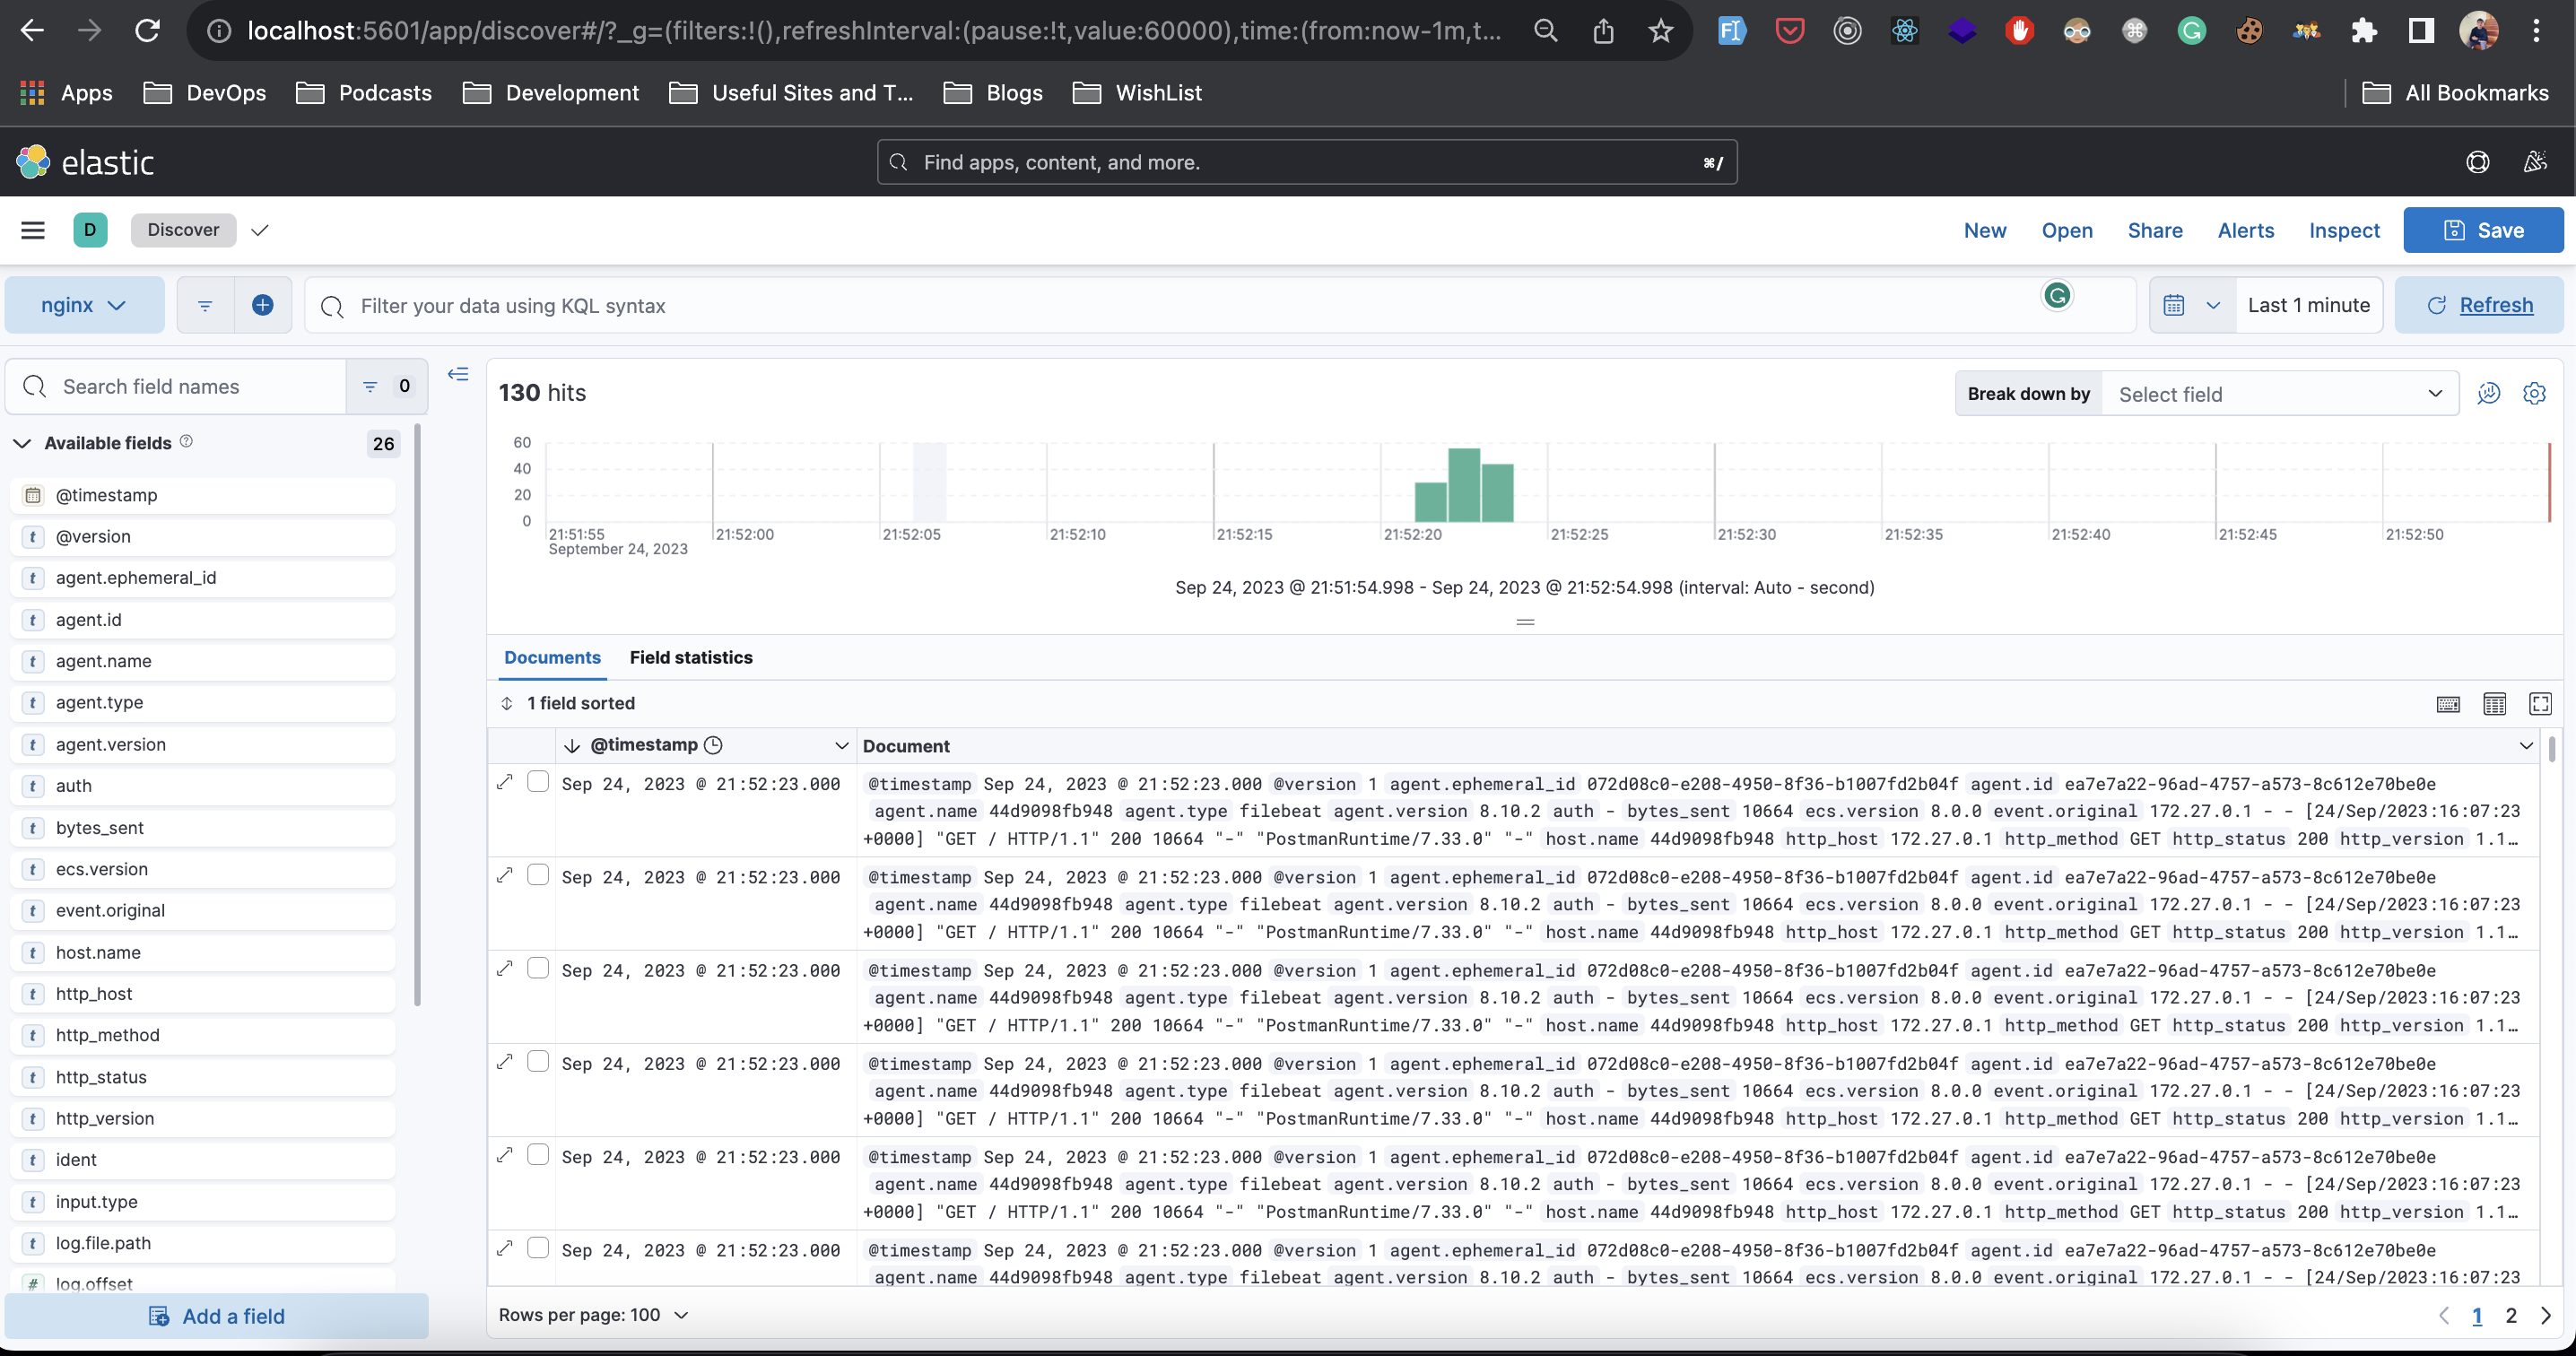 localhost:5601/app/discover#/?_g=(filters:!(),refreshInterval:(pause:!t,value:60000),time:(from:now-1m,t...
Apps DevOps Podcasts Development Useful Sites and T... Blogs WishList All Bookmarks
elastic Find apps, content, and more. ⌘/
D Discover New Open Share Alerts Inspect Save
nginx Filter your data using KQL syntax Last 1 minute Refresh
Search field names 0
Available fields 26
@timestamp
t @version
t agent.ephemeral_id
t agent.id
t agent.name
t agent.type
t agent.version
t auth
t bytes_sent
t ecs.version
t event.original
t host.name
t http_host
t http_method
t http_status
t http_version
t ident
t input.type
t log.file.path
# log.offset
Add a field
130 hits Break down by Select field
60
40
20
0
21:51:55 21:52:00 21:52:05 21:52:10 21:52:15 21:52:20 21:52:25 21:52:30 21:52:35 21:52:40 21:52:45 21:52:50
September 24, 2023
Sep 24, 2023 @ 21:51:54.998 - Sep 24, 2023 @ 21:52:54.998 (interval: Auto - second)
Documents Field statistics
1 field sorted
@timestamp Document
Sep 24, 2023 @ 21:52:23.000 @timestamp Sep 24, 2023 @ 21:52:23.000 @version 1 agent.ephemeral_id 072d08c0-e208-4950-8f36-b1007fd2b04f agent.id ea7e7a22-96ad-4757-a573-8c612e70be0e
agent.name 44d9098fb948 agent.type filebeat agent.version 8.10.2 auth - bytes_sent 10664 ecs.version 8.0.0 event.original 172.27.0.1 - - [24/Sep/2023:16:07:23
+0000] "GET / HTTP/1.1" 200 10664 "-" "PostmanRuntime/7.33.0" "-" host.name 44d9098fb948 http_host 172.27.0.1 http_method GET http_status 200 http_version 1.1...
Sep 24, 2023 @ 21:52:23.000 @timestamp Sep 24, 2023 @ 21:52:23.000 @version 1 agent.ephemeral_id 072d08c0-e208-4950-8f36-b1007fd2b04f agent.id ea7e7a22-96ad-4757-a573-8c612e70be0e
agent.name 44d9098fb948 agent.type filebeat agent.version 8.10.2 auth - bytes_sent 10664 ecs.version 8.0.0 event.original 172.27.0.1 - - [24/Sep/2023:16:07:23
+0000] "GET / HTTP/1.1" 200 10664 "-" "PostmanRuntime/7.33.0" "-" host.name 44d9098fb948 http_host 172.27.0.1 http_method GET http_status 200 http_version 1.1...
Sep 24, 2023 @ 21:52:23.000 @timestamp Sep 24, 2023 @ 21:52:23.000 @version 1 agent.ephemeral_id 072d08c0-e208-4950-8f36-b1007fd2b04f agent.id ea7e7a22-96ad-4757-a573-8c612e70be0e
agent.name 44d9098fb948 agent.type filebeat agent.version 8.10.2 auth - bytes_sent 10664 ecs.version 8.0.0 event.original 172.27.0.1 - - [24/Sep/2023:16:07:23
+0000] "GET / HTTP/1.1" 200 10664 "-" "PostmanRuntime/7.33.0" "-" host.name 44d9098fb948 http_host 172.27.0.1 http_method GET http_status 200 http_version 1.1...
Sep 24, 2023 @ 21:52:23.000 @timestamp Sep 24, 2023 @ 21:52:23.000 @version 1 agent.ephemeral_id 072d08c0-e208-4950-8f36-b1007fd2b04f agent.id ea7e7a22-96ad-4757-a573-8c612e70be0e
agent.name 44d9098fb948 agent.type filebeat agent.version 8.10.2 auth - bytes_sent 10664 ecs.version 8.0.0 event.original 172.27.0.1 - - [24/Sep/2023:16:07:23
+0000] "GET / HTTP/1.1" 200 10664 "-" "PostmanRuntime/7.33.0" "-" host.name 44d9098fb948 http_host 172.27.0.1 http_method GET http_status 200 http_version 1.1...
Sep 24, 2023 @ 21:52:23.000 @timestamp Sep 24, 2023 @ 21:52:23.000 @version 1 agent.ephemeral_id 072d08c0-e208-4950-8f36-b1007fd2b04f agent.id ea7e7a22-96ad-4757-a573-8c612e70be0e
agent.name 44d9098fb948 agent.type filebeat agent.version 8.10.2 auth - bytes_sent 10664 ecs.version 8.0.0 event.original 172.27.0.1 - - [24/Sep/2023:16:07:23
+0000] "GET / HTTP/1.1" 200 10664 "-" "PostmanRuntime/7.33.0" "-" host.name 44d9098fb948 http_host 172.27.0.1 http_method GET http_status 200 http_version 1.1...
Sep 24, 2023 @ 21:52:23.000 @timestamp Sep 24, 2023 @ 21:52:23.000 @version 1 agent.ephemeral_id 072d08c0-e208-4950-8f36-b1007fd2b04f agent.id ea7e7a22-96ad-4757-a573-8c612e70be0e
agent.name 44d9098fb948 agent.type filebeat agent.version 8.10.2 auth - bytes_sent 10664 ecs.version 8.0.0 event.original 172.27.0.1 - - [24/Sep/2023:16:07:23
Rows per page: 100 1 2